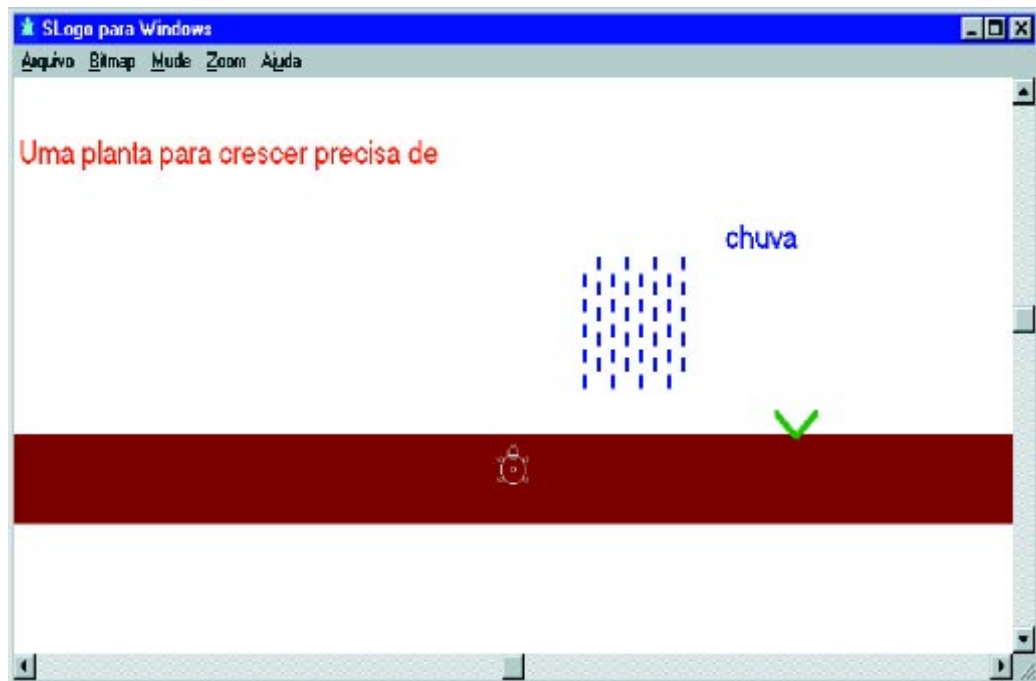 SLogo para Windows
Arquivo Bitmap Mude Zoom Ajuda
Uma planta para crescer precisa de
chuva